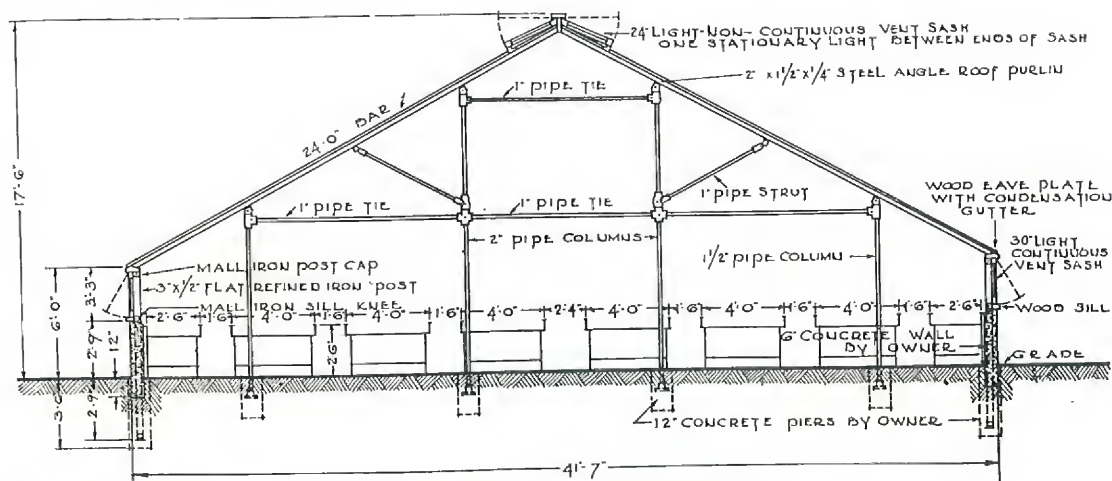 24" LIGHT-NON-CONTINUOUS VENT SASH
ONE STATIONARY LIGHT BETWEEN ENDS OF SASH
2" x 1 1/2" x 1/4" STEEL ANGLE ROOF PURLIN
1" PIPE TIE
24'-0" BAR
17'-6"
1" PIPE TIE
1" PIPE TIE
1" PIPE STRUT
WOOD EAVE PLATE
WITH CONDENSATION
GUTTER
2" PIPE COLUMNS
1 1/2" PIPE COLUMN
30" LIGHT
CONTINUOUS
VENT SASH
MALL IRON POST CAP
3" x 1/2" FLAT REFINED IRON POST
MALL IRON SILL KNEE
6'-0"
3'-3"
2'-6" 1'-6" 4'-0" 1'-6" 4'-0" 1'-6" 4'-0" 2'-4" 4'-0" 1'-6" 4'-0" 1'-6" 4'-0" 1'-6" 2'-6"
WOOD SILL
2'-9"
12"
2'6"
6" CONCRETE WALL
BY OWNER
GRADE
3'-0"
2'-9"
12" CONCRETE PIERS BY OWNER
41'-7"